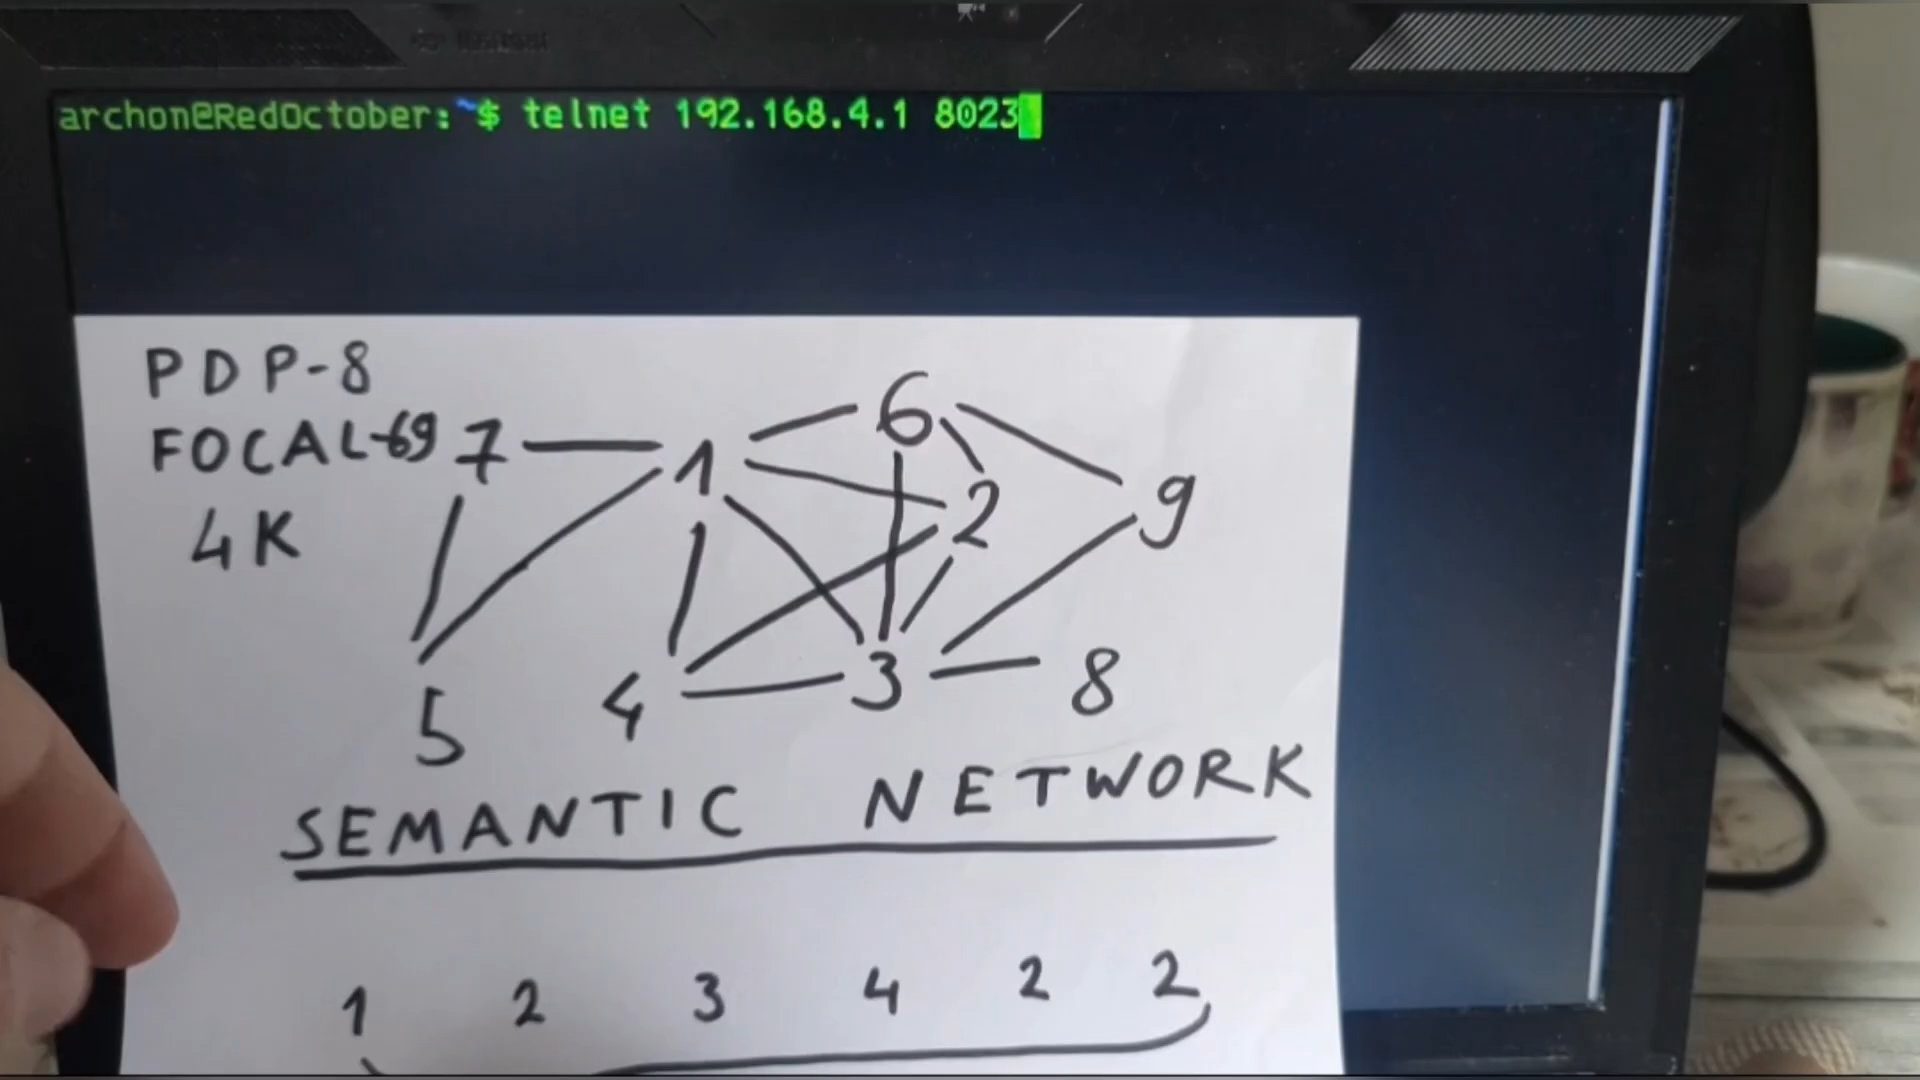 archon@RedOctober:~$ telnet 192.168.4.1 8023
PDP-8
FOCAL-69
4K
7 1 6 2 9
5 4 3 8
SEMANTIC NETWORK
1 2 3 4 2 2